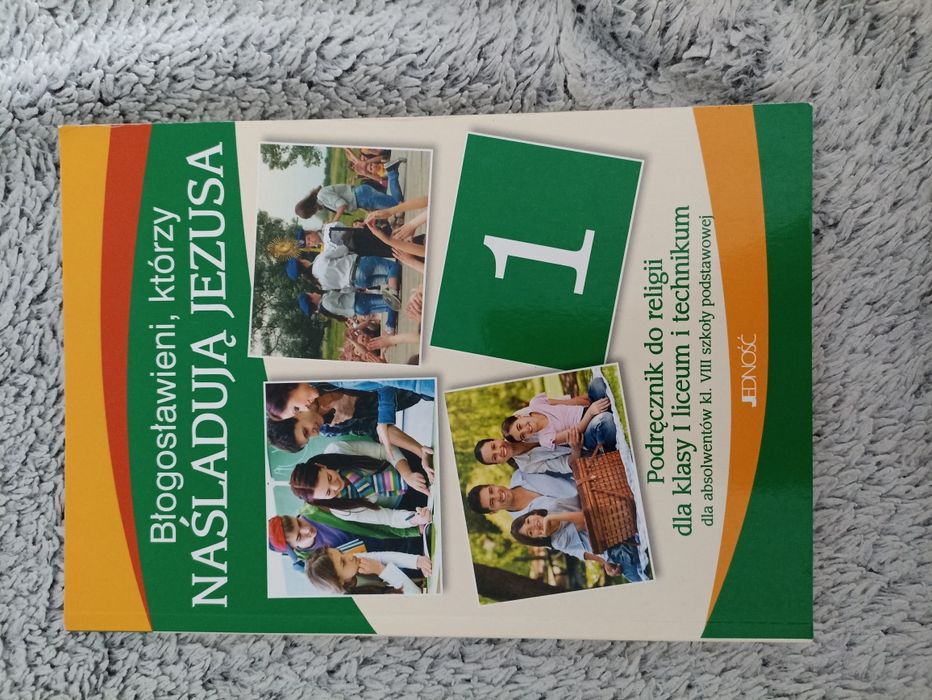 Błogosławieni, którzy
NAŚLADUJĄ JEZUSA
1
Podręcznik do religii
dla klasy I liceum i technikum
dla absolwentów kl. VIII szkoły podstawowej
JEDNOŚĆ